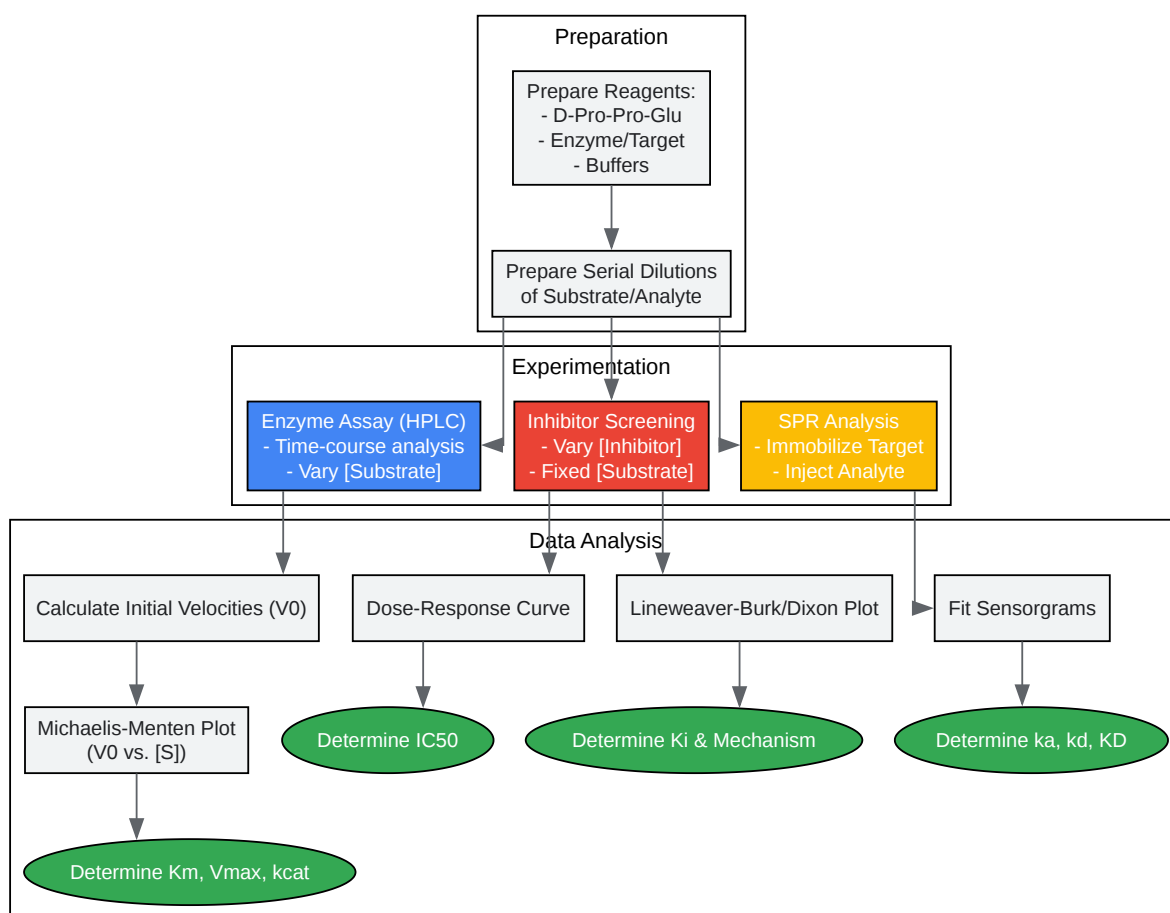 Preparation
Prepare Reagents:
- D-Pro-Pro-Glu
- Enzyme/Target
- Buffers
Prepare Serial Dilutions
of Substrate/Analyte
Experimentation
Enzyme Assay (HPLC)
- Time-course analysis
- Vary [Substrate]
Inhibitor Screening
- Vary [Inhibitor]
- Fixed [Substrate]
SPR Analysis
- Immobilize Target
- Inject Analyte
Data Analysis
Calculate Initial Velocities (V0)
Dose-Response Curve
Lineweaver-Burk/Dixon Plot
Fit Sensorgrams
Michaelis-Menten Plot
(V0 vs. [S])
Determine IC50
Determine Ki & Mechanism
Determine ka, kd, KD
Determine Km, Vmax, kcat